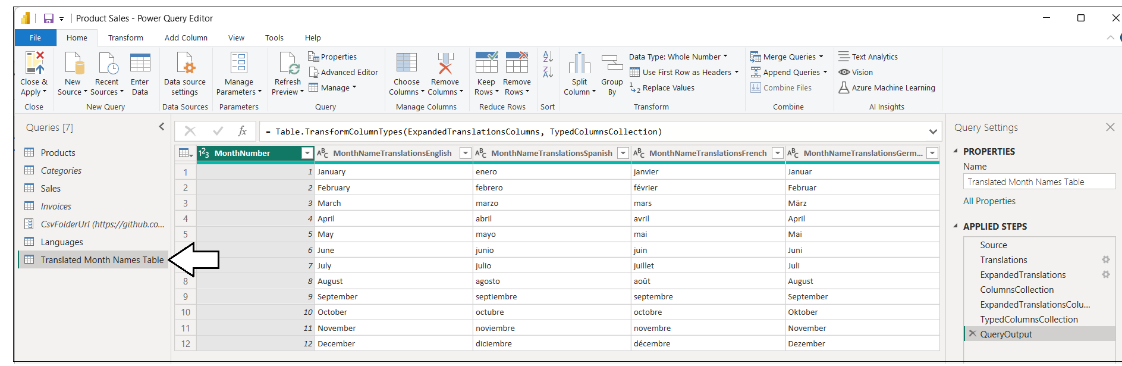 Product Sales - Power Query Editor
File Home Transform Add Column View Tools Help
Close & Apply
New Source
Recent Sources
Enter Data
Data source settings
Manage Parameters
Refresh Preview
Properties
Advanced Editor
Manage
Choose Columns
Remove Columns
Keep Rows
Remove Rows
Split Column
Group By
Data Type: Whole Number
Use First Row as Headers
Replace Values
Merge Queries
Append Queries
Combine Files
Text Analytics
Vision
Azure Machine Learning
Close New Query Data Sources Parameters Query Manage Columns Reduce Rows Sort Transform Combine AI Insights
Queries [7]
Products
Categories
Sales
Invoices
CsvFolderUrl (https://github.co...
Languages
Translated Month Names Table
fx = Table.TransformColumnTypes(ExpandedTranslationsColumns, TypedColumnsCollection)
123 MonthNumber ABC MonthNameTranslationsEnglish ABC MonthNameTranslationsSpanish ABC MonthNameTranslationsFrench ABC MonthNameTranslationsGerm...
1 1 January enero janvier Januar
2 2 February febrero février Februar
3 3 March marzo mars März
4 4 April abril avril April
5 5 May mayo mai Mai
6 6 June junio juin Juni
7 7 July julio juillet Juli
8 8 August agosto août August
9 9 September septiembre septembre September
10 10 October octubre octobre Oktober
11 11 November noviembre novembre November
12 12 December diciembre décembre Dezember
Query Settings
PROPERTIES
Name
Translated Month Names Table
All Properties
APPLIED STEPS
Source
Translations
ExpandedTranslations
ColumnsCollection
ExpandedTranslationsColu...
TypedColumnsCollection
QueryOutput